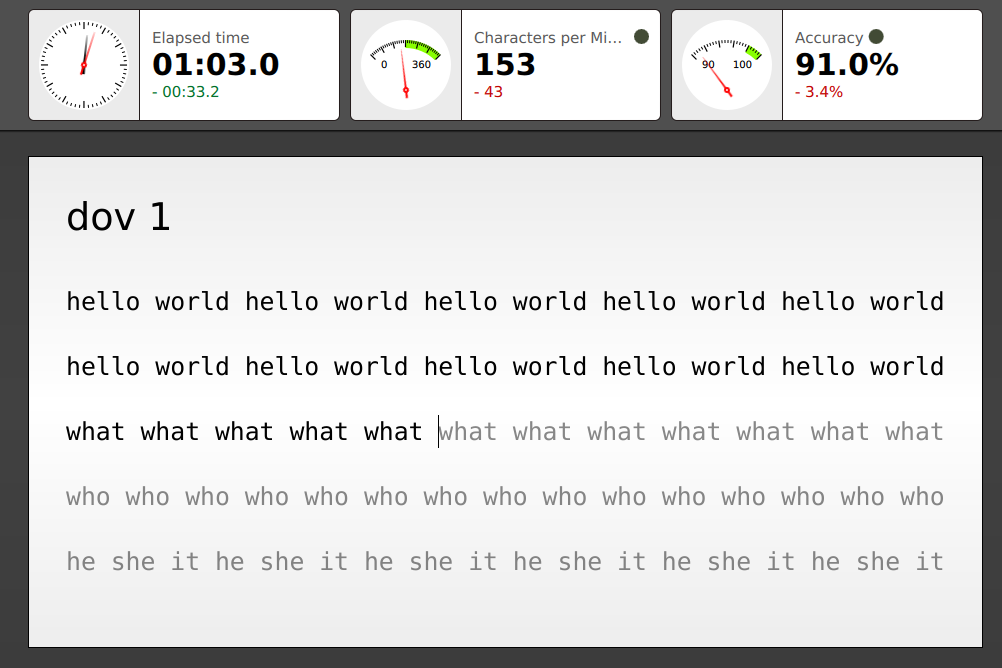 Elapsed time
01:03.0
- 00:33.2
0 360
Characters per Mi...
153
- 43
90 100
Accuracy
91.0%
- 3.4%
dov 1
hello world hello world hello world hello world hello world
hello world hello world hello world hello world hello world
what what what what what what what what what what what what
who who who who who who who who who who who who who who who
he she it he she it he she it he she it he she it he she it